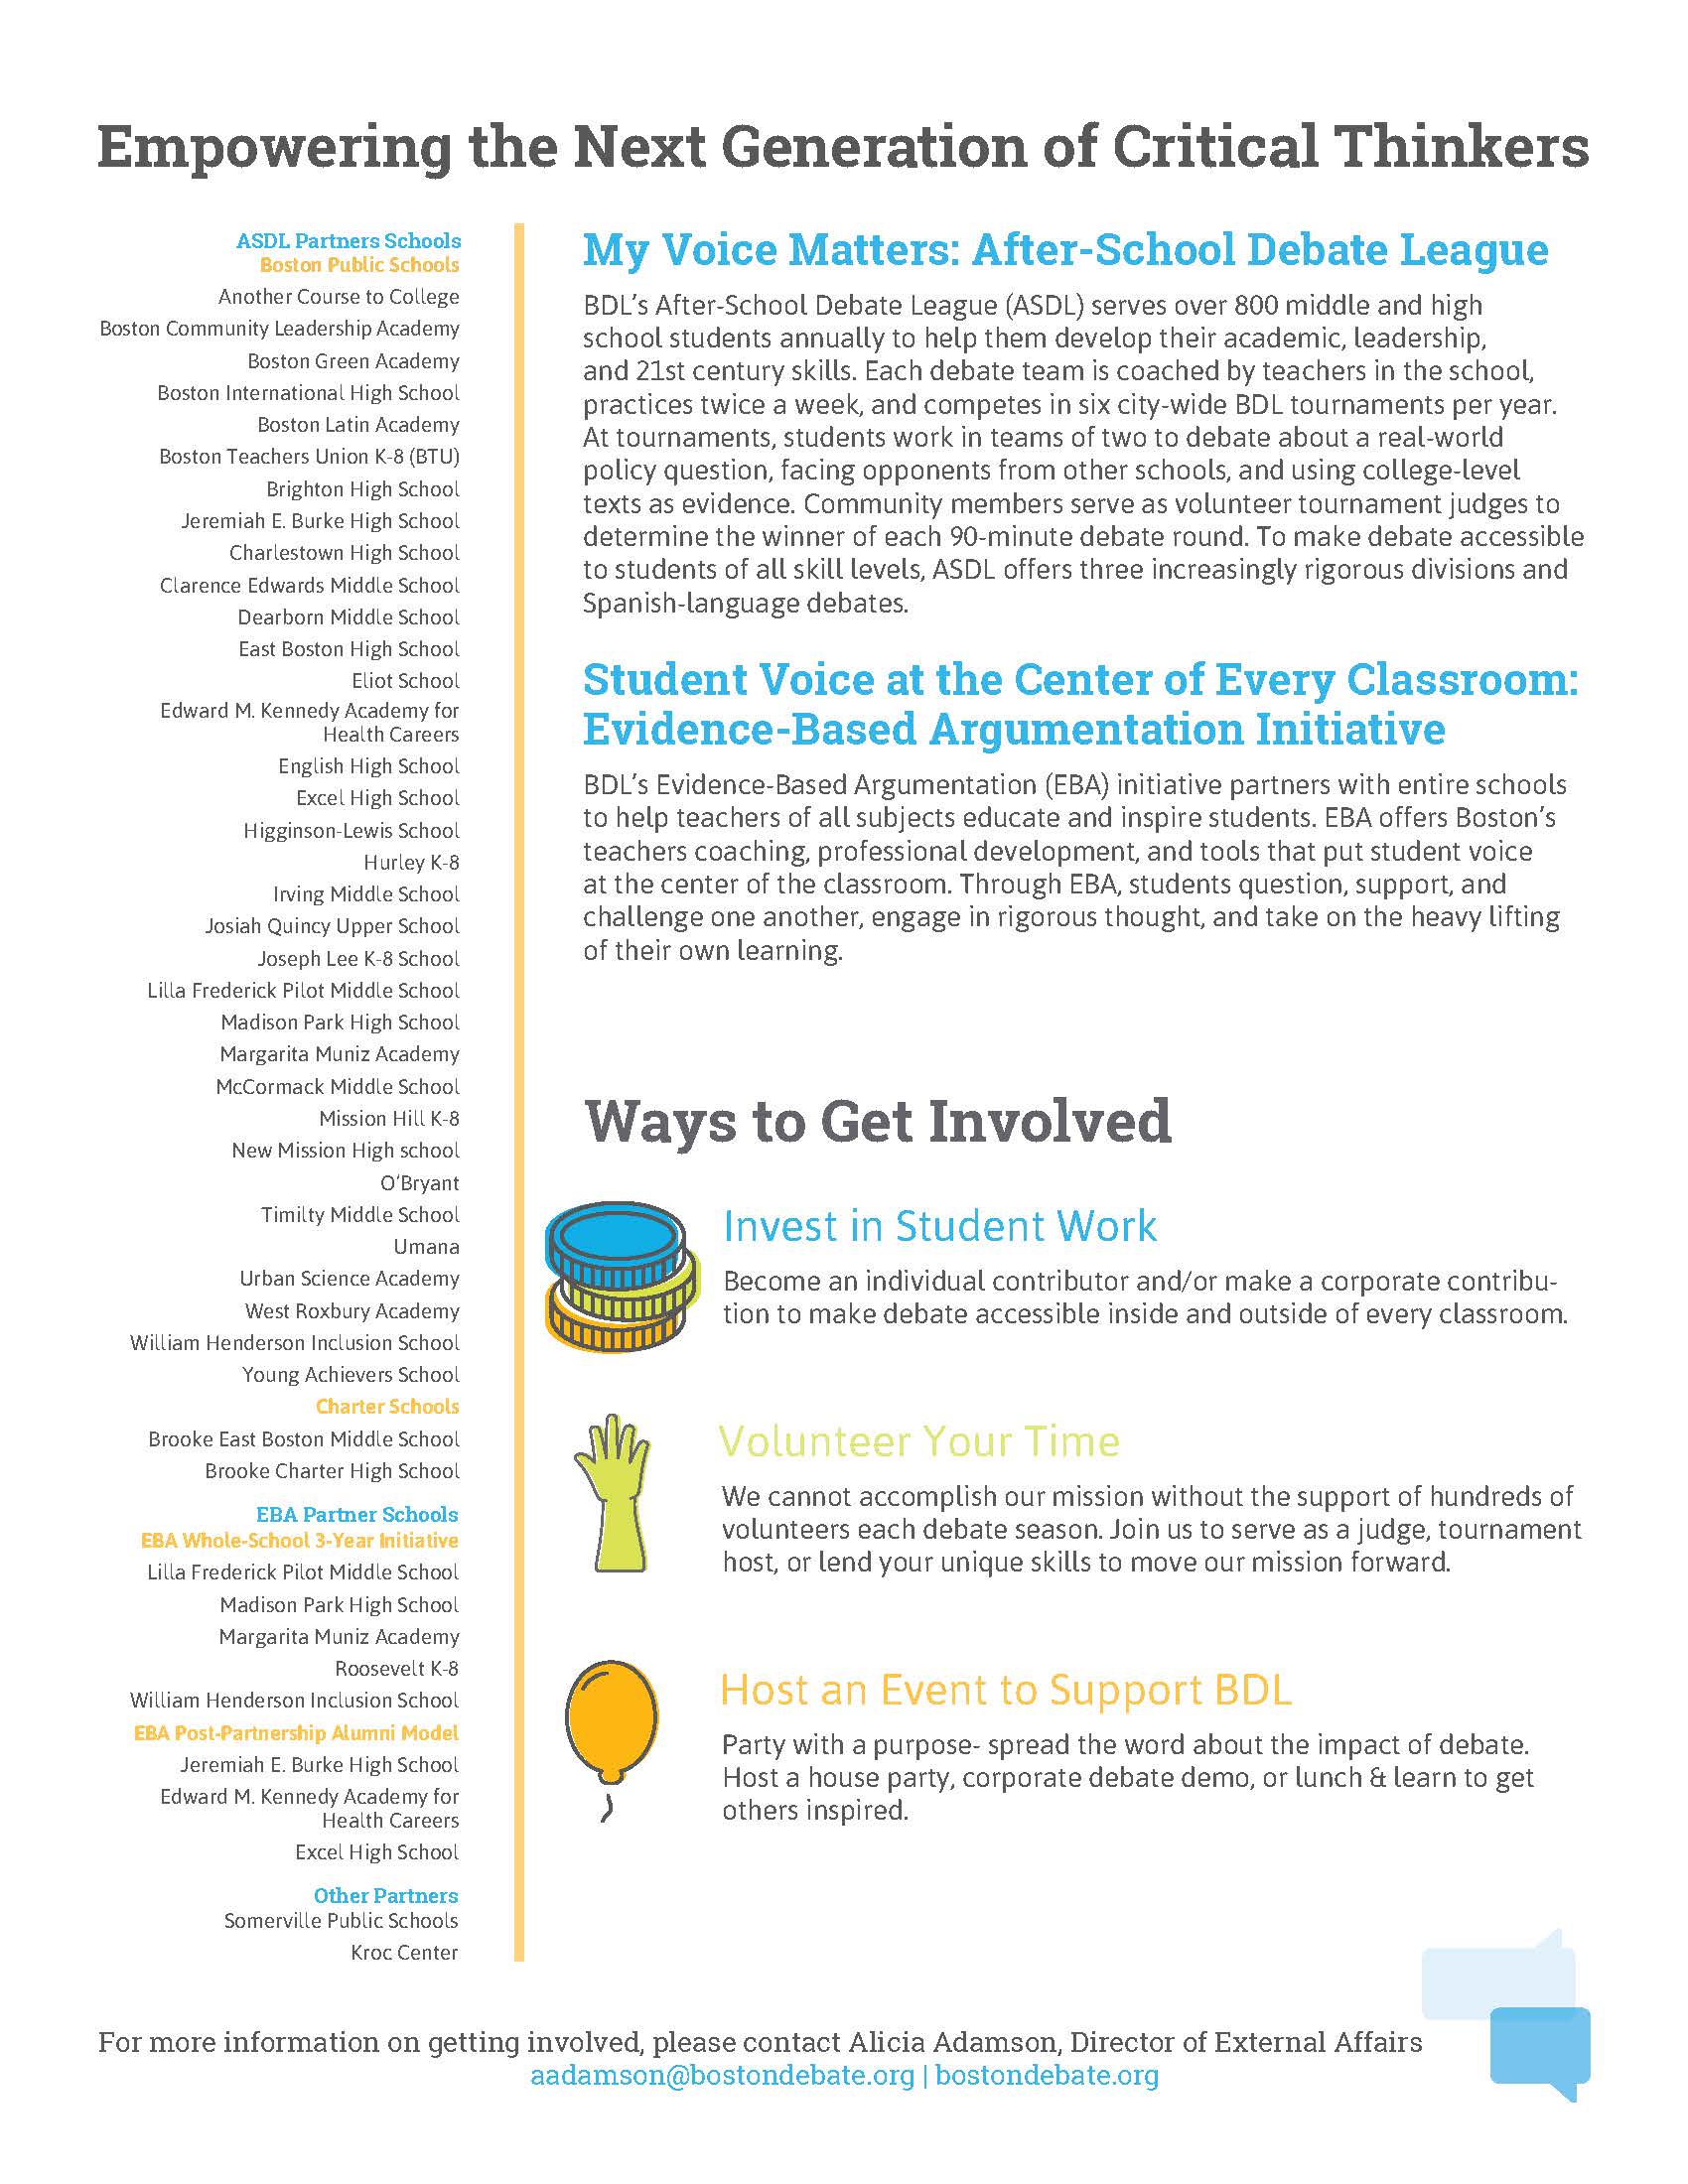 Empowering the Next Generation of Critical Thinkers
ASDL Partners Schools
Boston Public Schools
Another Course to College
Boston Community Leadership Academy
Boston Green Academy
Boston International High School
Boston Latin Academy
Boston Teachers Union K-8 (BTU)
Brighton High School
Jeremiah E. Burke High School
Charlestown High School
Clarence Edwards Middle School
Dearborn Middle School
East Boston High School
Eliot School
Edward M. Kennedy Academy for
Health Careers
English High School
Excel High School
Higginson-Lewis School
Hurley K-8
Irving Middle School
Josiah Quincy Upper School
Joseph Lee K-8 School
Lilla Frederick Pilot Middle School
Madison Park High School
Margarita Muniz Academy
McCormack Middle School
Mission Hill K-8
New Mission High school
O'Bryant
Timilty Middle School
Umana
Urban Science Academy
West Roxbury Academy
William Henderson Inclusion School
Young Achievers School
Charter Schools
Brooke East Boston Middle School
Brooke Charter High School
EBA Partner Schools
EBA Whole-School 3-Year Initiative
Lilla Frederick Pilot Middle School
Madison Park High School
Margarita Muniz Academy
Roosevelt K-8
William Henderson Inclusion School
EBA Post-Partnership Alumni Model
Jeremiah E. Burke High School
Edward M. Kennedy Academy for
Health Careers
Excel High School
Other Partners
Somerville Public Schools
Kroc Center
My Voice Matters: After-School Debate League
BDL's After-School Debate League (ASDL) serves over 800 middle and high
school students annually to help them develop their academic, leadership,
and 21st century skills. Each debate team is coached by teachers in the school,
practices twice a week, and competes in six city-wide BDL tournaments per year.
At tournaments, students work in teams of two to debate about a real-world
policy question, facing opponents from other schools, and using college-level
texts as evidence. Community members serve as volunteer tournament judges to
determine the winner of each 90-minute debate round. To make debate accessible
to students of all skill levels, ASDL offers three increasingly rigorous divisions and
Spanish-language debates.
Student Voice at the Center of Every Classroom:
Evidence-Based Argumentation Initiative
BDL's Evidence-Based Argumentation (EBA) initiative partners with entire schools
to help teachers of all subjects educate and inspire students. EBA offers Boston's
teachers coaching, professional development, and tools that put student voice
at the center of the classroom. Through EBA, students question, support, and
challenge one another, engage in rigorous thought, and take on the heavy lifting
of their own learning.
Ways to Get Involved
Invest in Student Work
Become an individual contributor and/or make a corporate contribu-
tion to make debate accessible inside and outside of every classroom.
Volunteer Your Time
We cannot accomplish our mission without the support of hundreds of
volunteers each debate season. Join us to serve as a judge, tournament
host, or lend your unique skills to move our mission forward.
Host an Event to Support BDL
Party with a purpose- spread the word about the impact of debate.
Host a house party, corporate debate demo, or lunch & learn to get
others inspired.
For more information on getting involved, please contact Alicia Adamson, Director of External Affairs
aadamson@bostondebate.org | bostondebate.org